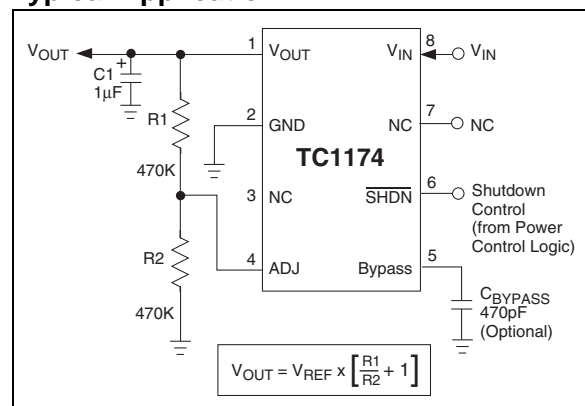 VOUT
C1
+
1µF
R1
470K
R2
470K
1
VOUT
2
GND
3
NC
4
ADJ
TC1174
VIN
8
VIN
NC
7
NC
SHDN
6
Shutdown
Control
(from Power
Control Logic)
Bypass
5
CBYPASS
470pF
(Optional)
VOUT = VREF x [R1/R2 + 1]